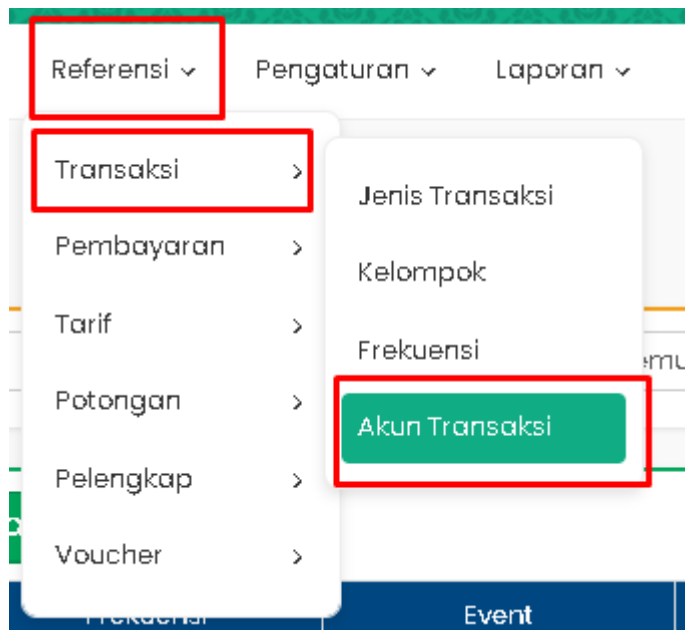 Referensi Pengaturan Laporan
Transaksi
Jenis Transaksi
Pembayaran
Kelompok
Tarif
Frekuensi
Potongan
Akun Transaksi
Pelengkap
Voucher
Event